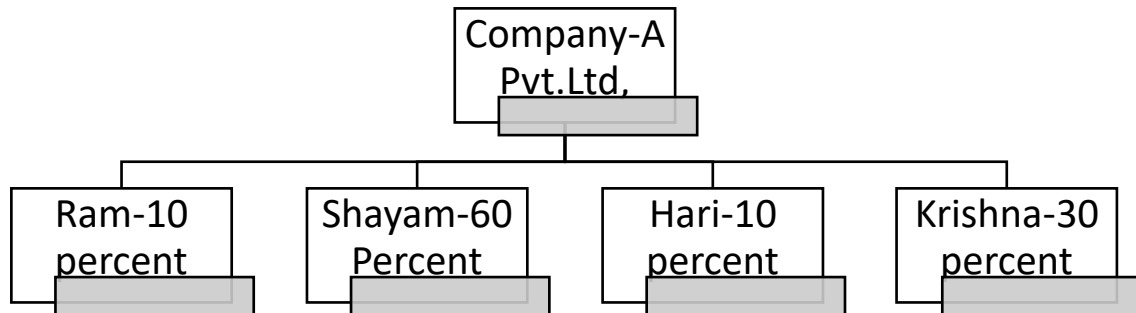 Company-A
Pvt.Ltd,
Ram-10
percent
Shayam-60
Percent
Hari-10
percent
Krishna-30
percent